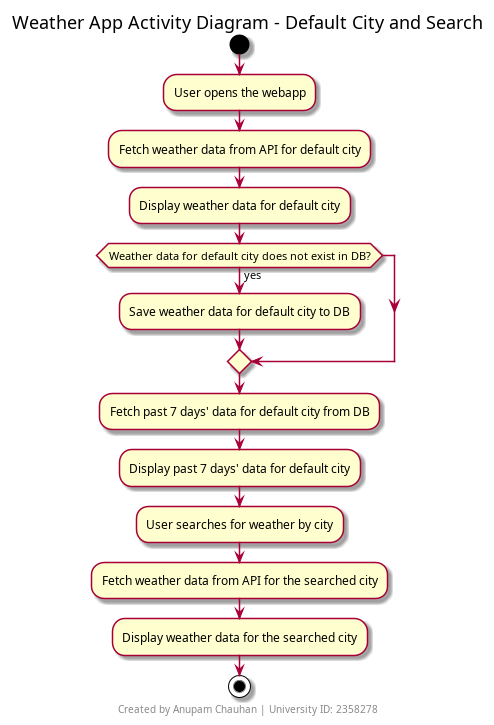 Weather App Activity Diagram - Default City and Search
User opens the webapp
Fetch weather data from API for default city
Display weather data for default city
Weather data for default city does not exist in DB?
yes
Save weather data for default city to DB
Fetch past 7 days' data for default city from DB
Display past 7 days' data for default city
User searches for weather by city
Fetch weather data from API for the searched city
Display weather data for the searched city
Created by Anupam Chauhan | University ID: 2358278